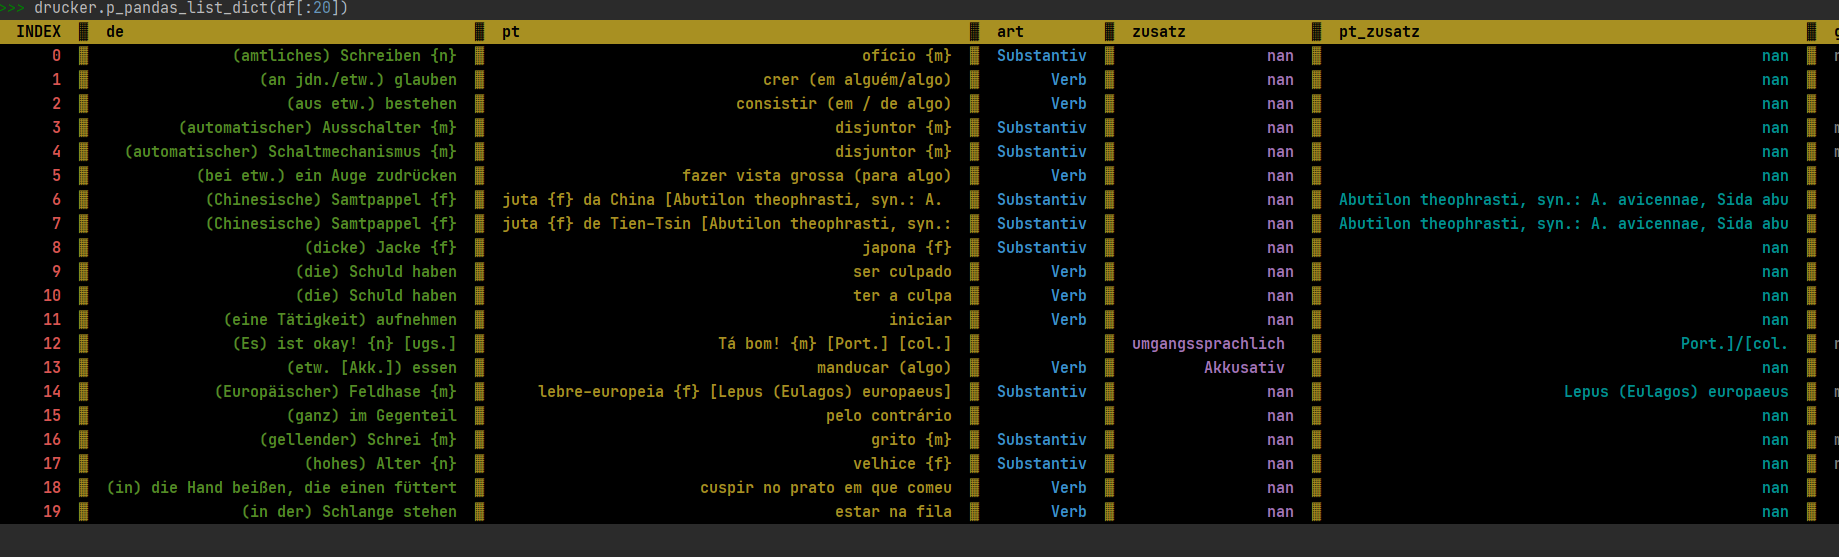 >>> drucker.p_pandas_list_dict(df[:20])
INDEX de pt art zusatz pt_zusatz g
0 (amtliches) Schreiben {n} ofício {m} Substantiv nan nan n
1 (an jdn./etw.) glauben crer (em alguém/algo) Verb nan nan
2 (aus etw.) bestehen consistir (em / de algo) Verb nan nan
3 (automatischer) Ausschalter {m} disjuntor {m} Substantiv nan nan m
4 (automatischer) Schaltmechanismus {m} disjuntor {m} Substantiv nan nan m
5 (bei etw.) ein Auge zudrücken fazer vista grossa (para algo) Verb nan nan
6 (Chinesische) Samtpappel {f} juta {f} da China [Abutilon theophrasti, syn.: A. Substantiv nan Abutilon theophrasti, syn.: A. avicennae, Sida abu
7 (Chinesische) Samtpappel {f} juta {f} de Tien-Tsin [Abutilon theophrasti, syn.: Substantiv nan Abutilon theophrasti, syn.: A. avicennae, Sida abu
8 (dicke) Jacke {f} japona {f} Substantiv nan nan
9 (die) Schuld haben ser culpado Verb nan nan
10 (die) Schuld haben ter a culpa Verb nan nan
11 (eine Tätigkeit) aufnehmen iniciar Verb nan nan
12 (Es) ist okay! {n} [ugs.] Tá bom! {m} [Port.] [col.] umgangssprachlich Port.]/[col. n
13 (etw. [Akk.]) essen manducar (algo) Verb Akkusativ nan
14 (Europäischer) Feldhase {m} lebre-europeia {f} [Lepus (Eulagos) europaeus] Substantiv nan Lepus (Eulagos) europaeus m
15 (ganz) im Gegenteil pelo contrário nan nan
16 (gellender) Schrei {m} grito {m} Substantiv nan nan m
17 (hohes) Alter {n} velhice {f} Substantiv nan nan n
18 (in) die Hand beißen, die einen füttert cuspir no prato em que comeu Verb nan nan
19 (in der) Schlange stehen estar na fila Verb nan nan